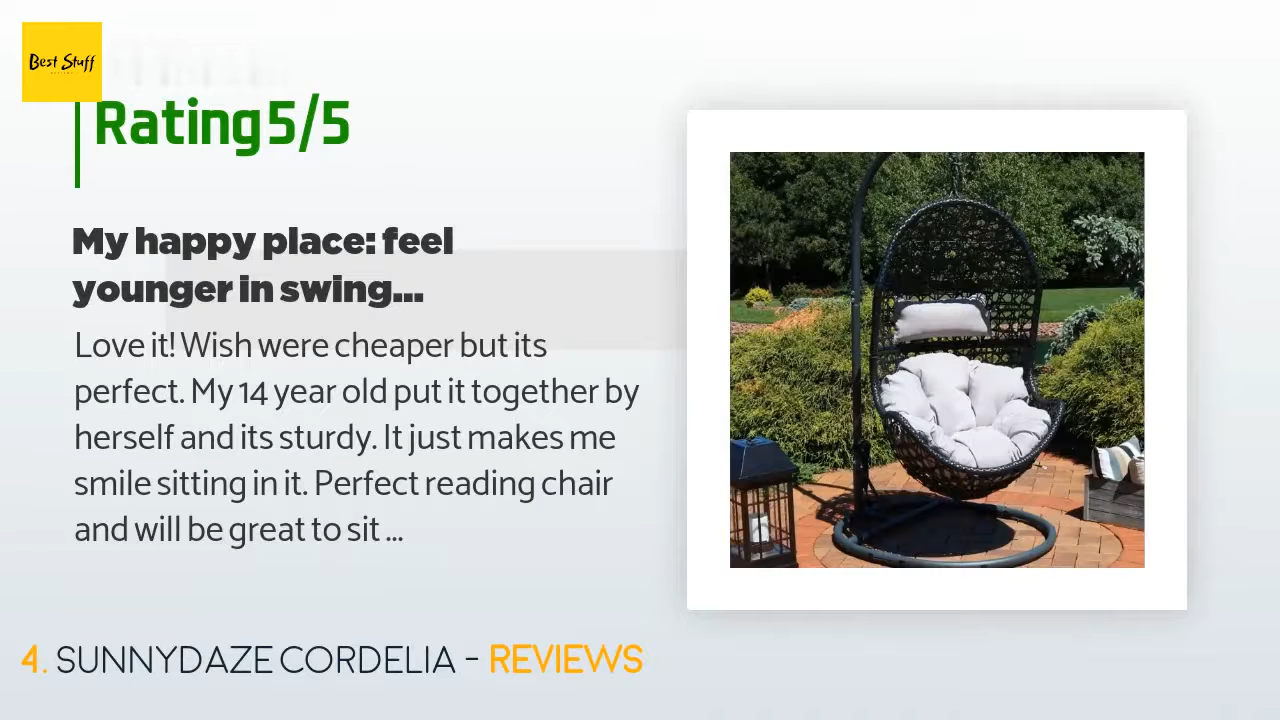 Best Stuff
Rating 5/5
My happy place: feel
younger in swing...
Love it! Wish were cheaper but its
perfect. My 14 year old put it together by
herself and its sturdy. It just makes me
smile sitting in it. Perfect reading chair
and will be great to sit ...
4. SUNNYDAZE CORDELIA - REVIEWS